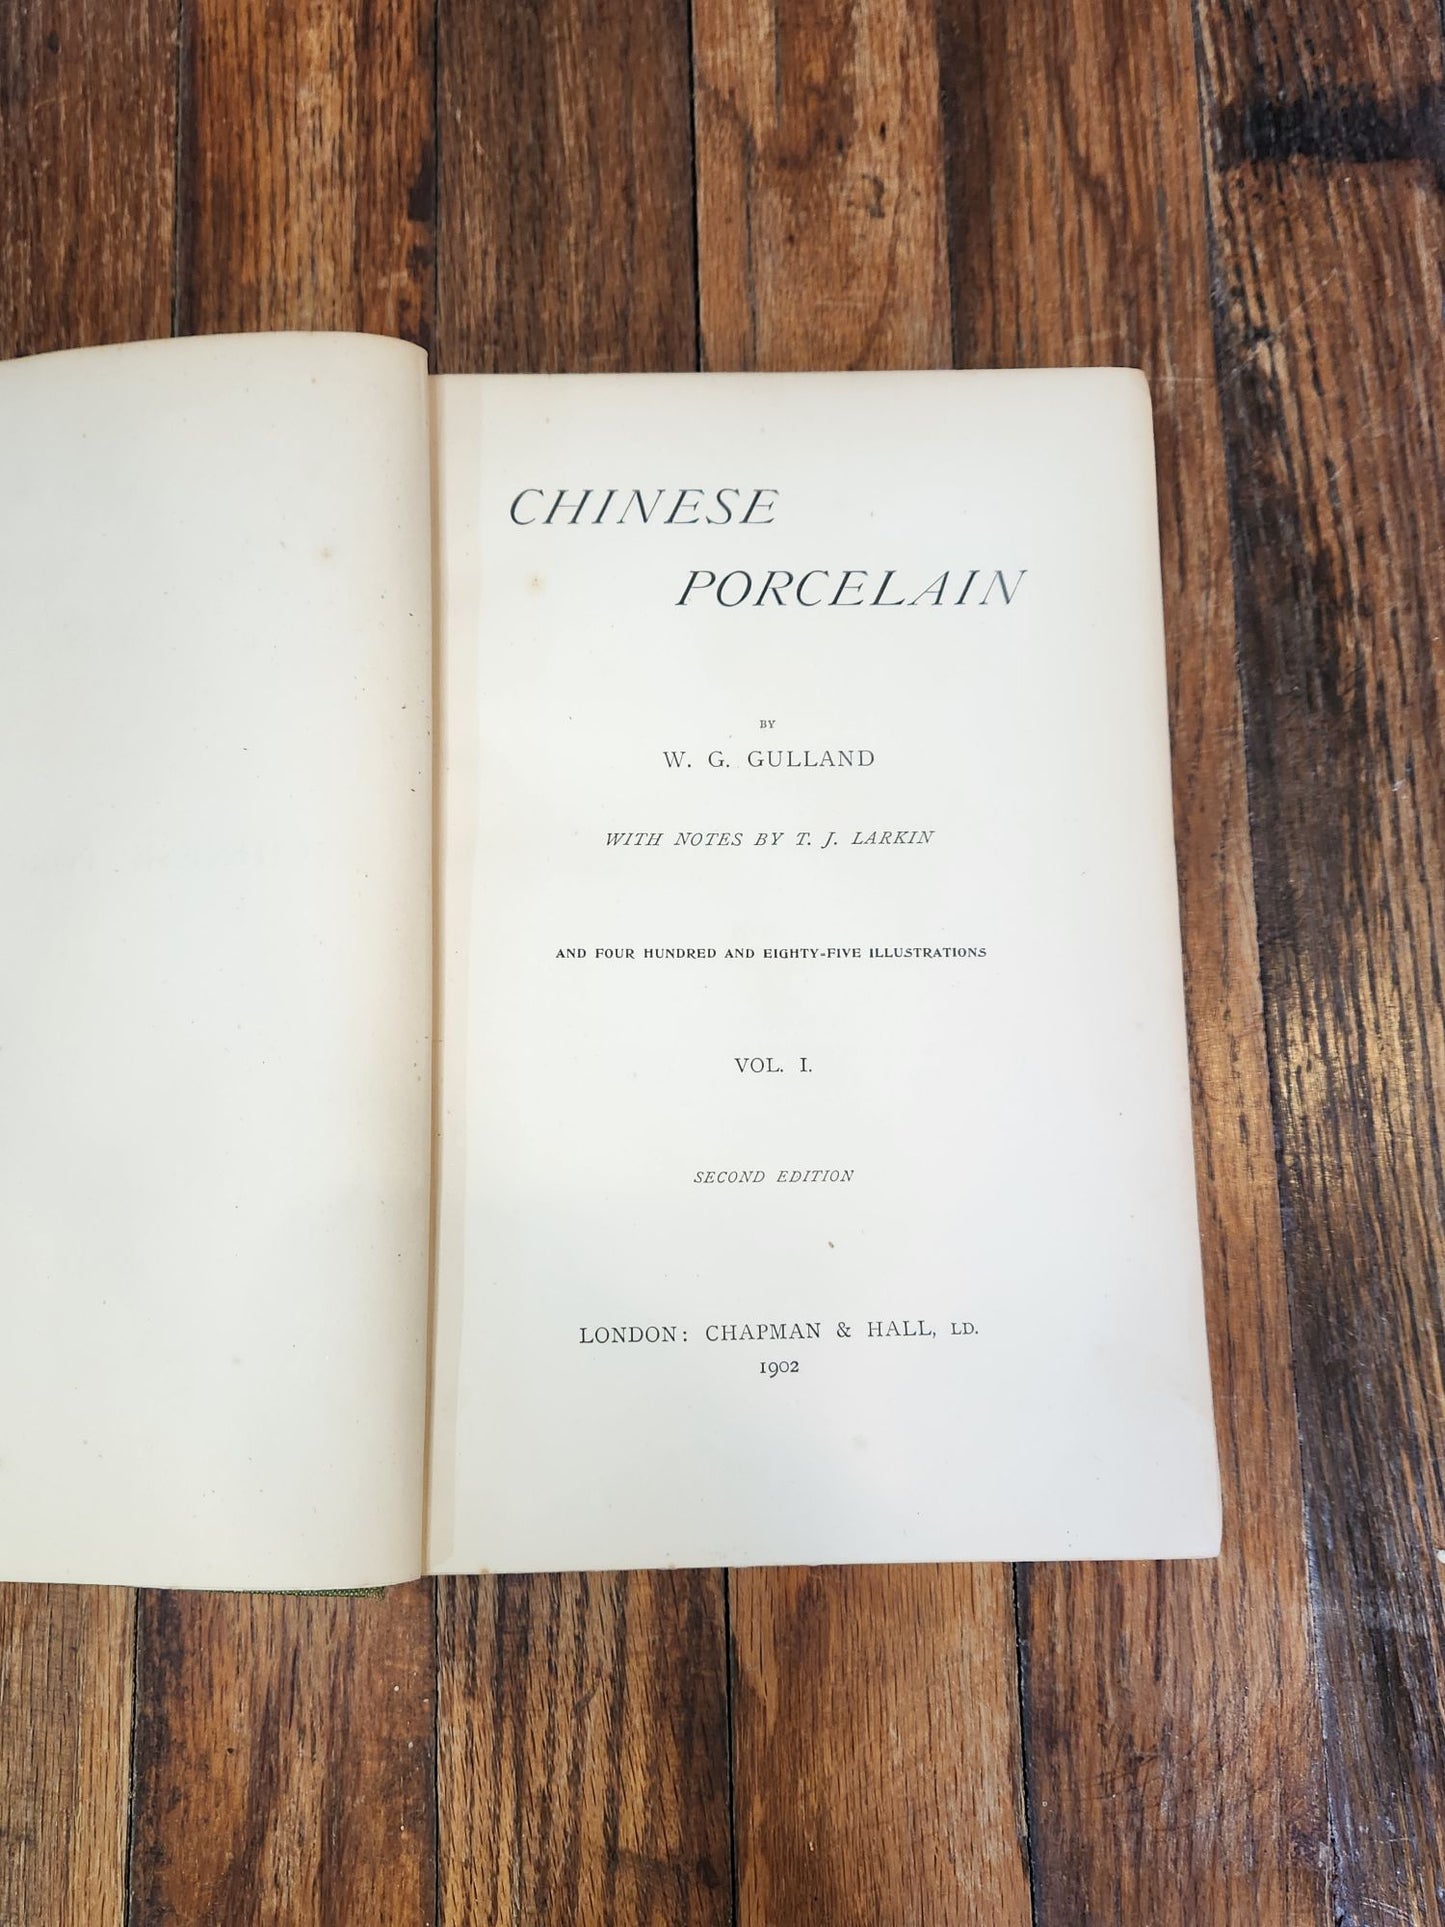 CHINESE
PORCELAIN
BY
W. G. GULLAND
WITH NOTES BY T. J. LARKIN
AND FOUR HUNDRED AND EIGHTY-FIVE ILLUSTRATIONS
VOL. I.
SECOND EDITION
LONDON: CHAPMAN & HALL, LD.
1902